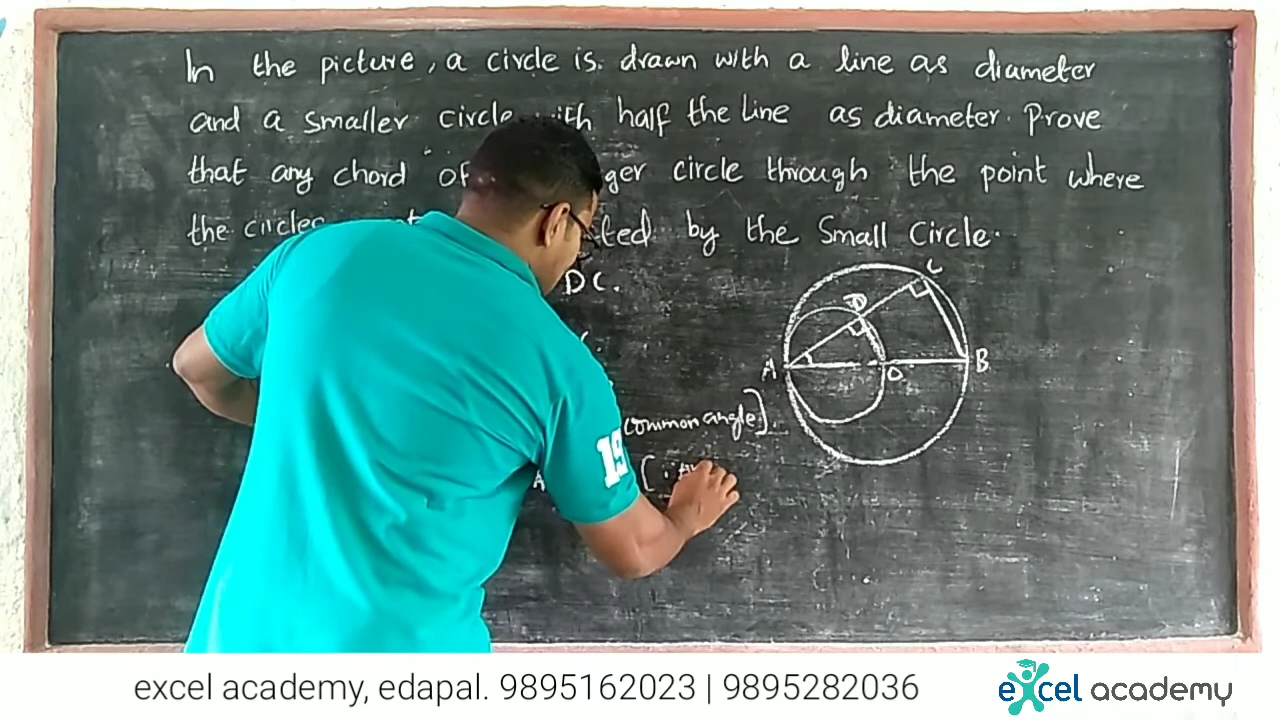 In the picture, a circle is drawn with a line as diameter
and a smaller circle with half the line as diameter. Prove
that any chord of ger circle through the point where
the circles ted by the Small Circle.
DC.
common angle].
A
C
D
A
O
B
19
excel academy, edapal. 9895162023 | 9895282036
excel academy